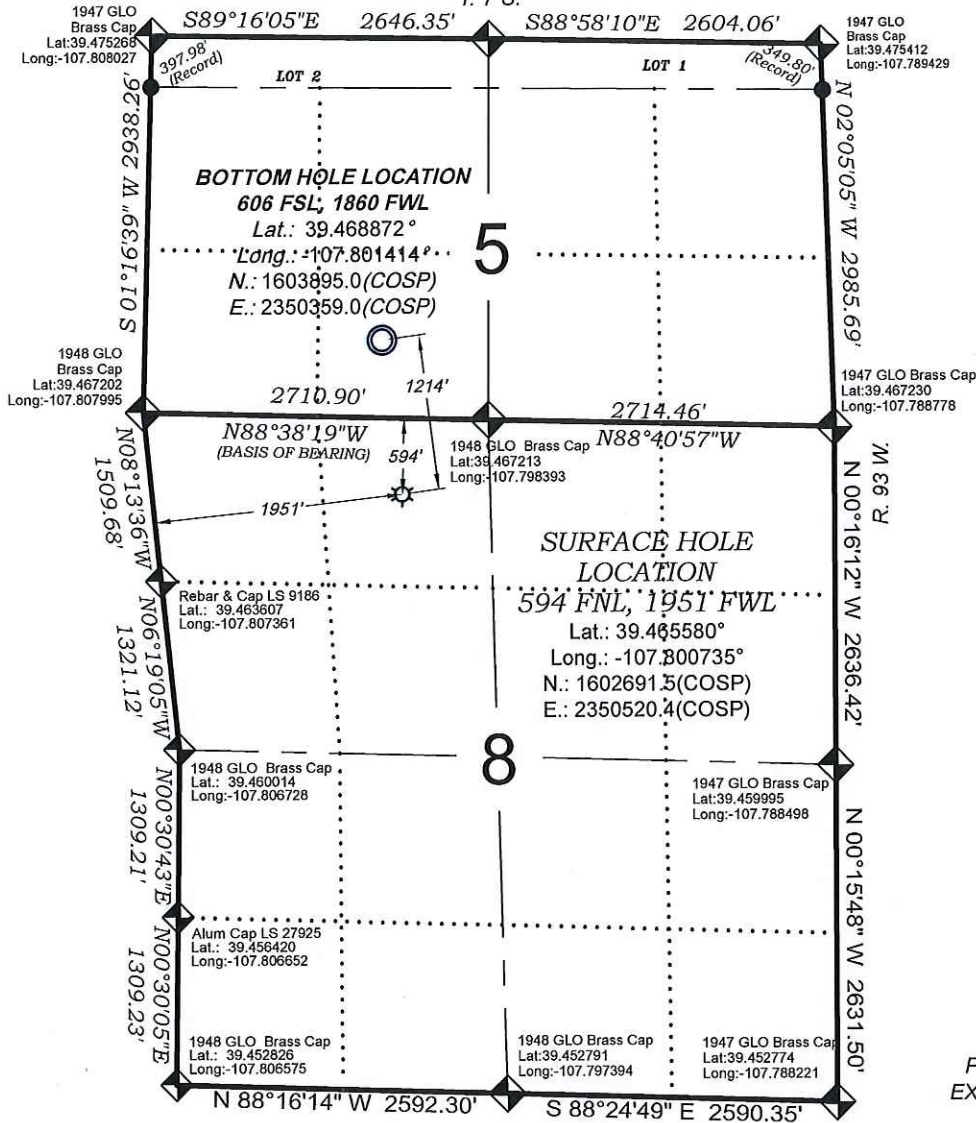 T. 7 S.
1947 GLO
Brass Cap
Lat:39.475268
Long:-107.808027
S89°16'05"E 2646.35'
S88°58'10"E 2604.06'
1947 GLO
Brass Cap
Lat:39.475412
Long:-107.789429
397.98'
(Record)
LOT 2
LOT 1
349.80'
(Record)
S 01°16'39" W 2938.26'
N 02°05'05" W 2985.69'
BOTTOM HOLE LOCATION
606 FSL, 1860 FWL
Lat.: 39.468872°
Long.: -107.801414°
N.: 1603895.0(COSP)
E.: 2350359.0(COSP)
5
1948 GLO
Brass Cap
Lat:39.467202
Long:-107.807995
1214'
2710.90'
N88°38'19"W
(BASIS OF BEARING)
594'
2714.46'
N88°40'57"W
1948 GLO Brass Cap
Lat:39.467213
Long:-107.798393
1947 GLO Brass Cap
Lat:39.467230
Long:-107.788778
R. 93 W.
N08°13'36"W
1509.68'
1951'
SURFACE HOLE
LOCATION
594 FNL, 1951 FWL
Lat.: 39.465580°
Long.: -107.800735°
N.: 1602691.5(COSP)
E.: 2350520.4(COSP)
N 00°16'12" W 2636.42'
Rebar & Cap LS 9186
Lat.: 39.463607
Long:-107.807361
N06°19'05"W
1321.12'
8
1948 GLO Brass Cap
Lat.: 39.460014
Long:-107.806728
1947 GLO Brass Cap
Lat:39.459995
Long:-107.788498
N00°30'43"E
1309.21'
N 00°15'48" W 2631.50'
Alum Cap LS 27925
Lat.: 39.456420
Long:-107.806652
N00°30'05"E
1309.23'
1948 GLO Brass Cap
Lat.: 39.452826
Long:-107.806575
1948 GLO Brass Cap
Lat:39.452791
Long:-107.797394
1947 GLO Brass Cap
Lat:39.452774
Long:-107.788221
N 88°16'14" W 2592.30'
S 88°24'49" E 2590.35'